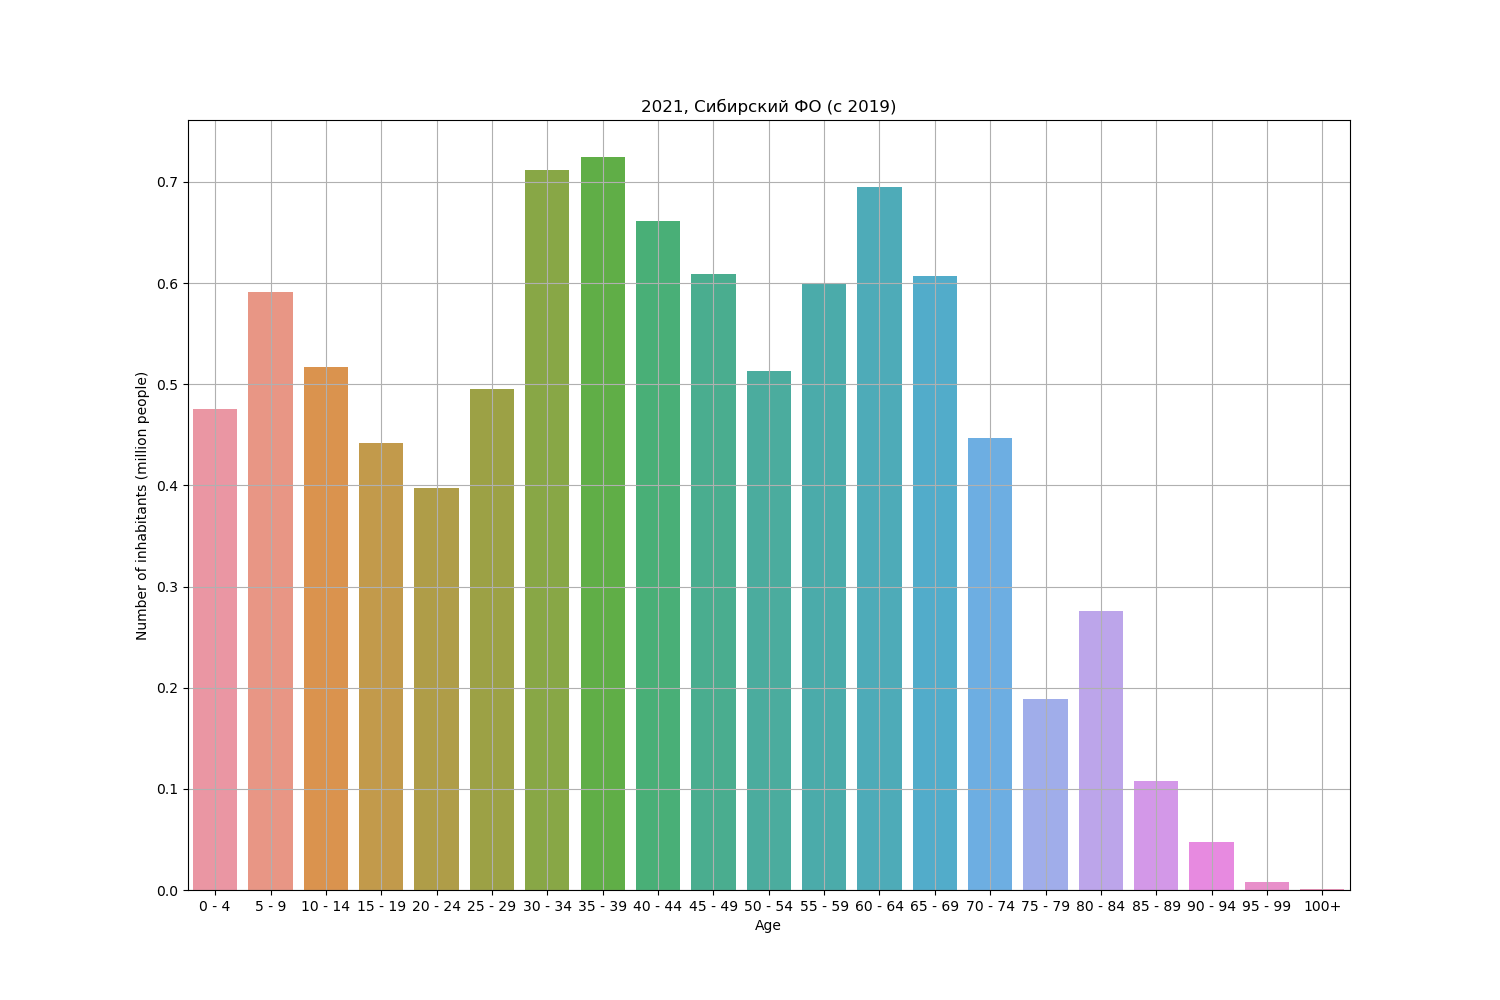 2021, Сибирский ФО (с 2019)
Number of inhabitants (million people)
0.7
0.6
0.5
0.4
0.3
0.2
0.1
0.0
0 - 4 5 - 9 10 - 14 15 - 19 20 - 24 25 - 29 30 - 34 35 - 39 40 - 44 45 - 49 50 - 54 55 - 59 60 - 64 65 - 69 70 - 74 75 - 79 80 - 84 85 - 89 90 - 94 95 - 99 100+
Age